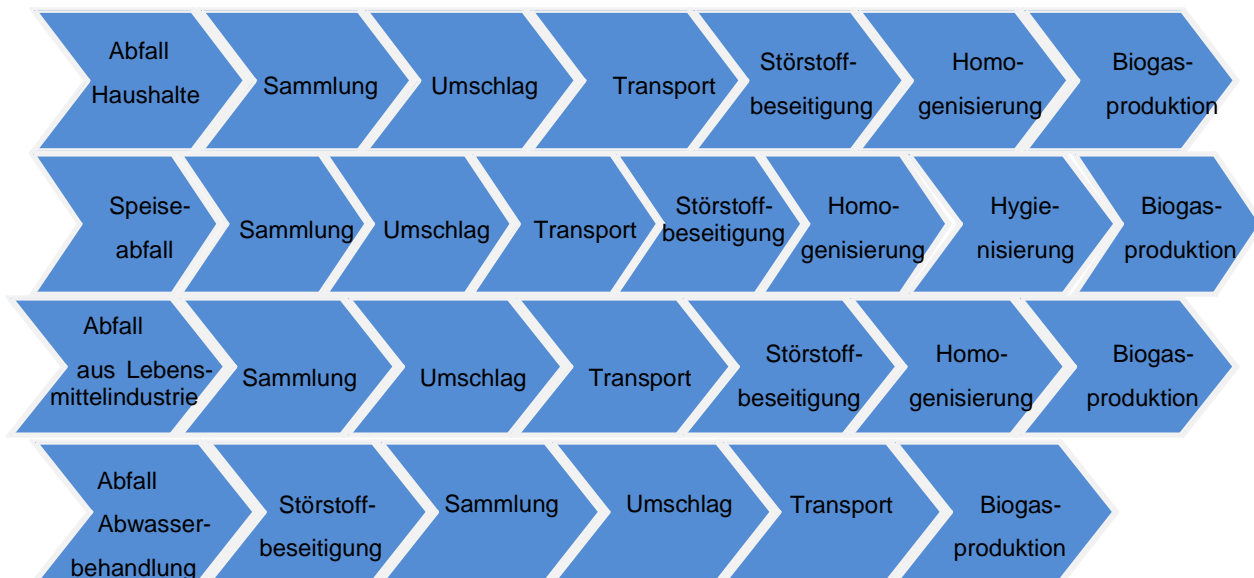 Abfall
Haushalte
Sammlung
Umschlag
Transport
Störstoff-
beseitigung
Homo-
genisierung
Biogas-
produktion
Speise-
abfall
Sammlung
Umschlag
Transport
Störstoff-
beseitigung
Homo-
genisierung
Hygie-
nisierung
Biogas-
produktion
Abfall
aus Lebens-
mittelindustrie
Sammlung
Umschlag
Transport
Störstoff-
beseitigung
Homo-
genisierung
Biogas-
produktion
Abfall
Abwasser-
behandlung
Störstoff-
beseitigung
Sammlung
Umschlag
Transport
Biogas-
produktion